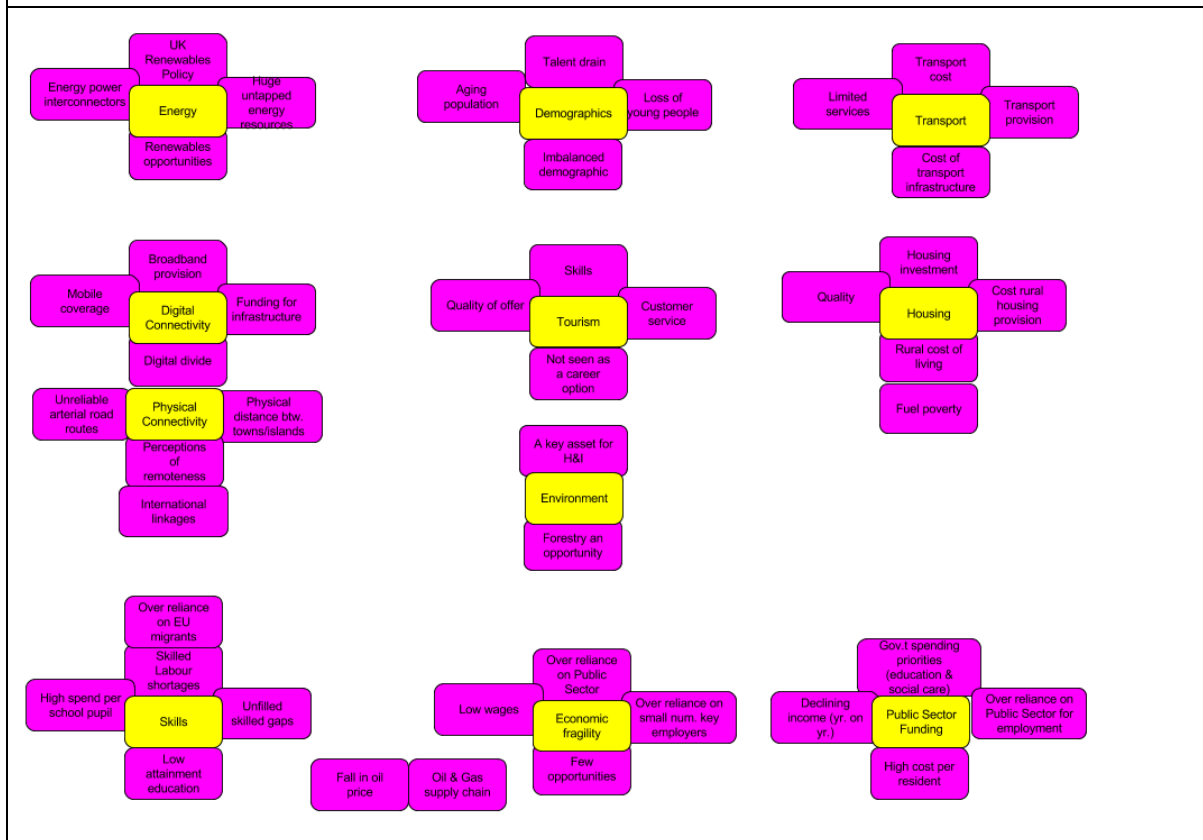 UK
Renewables
Policy
Energy power
interconnectors
Energy
Huge
untapped
energy
resources
Renewables
opportunities
Talent drain
Aging
population
Demographics
Loss of
young people
Imbalanced
demographic
Transport
cost
Limited
services
Transport
Transport
provision
Cost of
transport
infrastructure
Broadband
provision
Mobile
coverage
Digital
Connectivity
Funding for
infrastructure
Digital divide
Unreliable
arterial road
routes
Physical
Connectivity
Physical
distance btw.
towns/islands
Perceptions
of
remoteness
International
linkages
Skills
Quality of offer
Tourism
Customer
service
Not seen as
a career
option
A key asset for
H&I
Environment
Forestry an
opportunity
Housing
investment
Quality
Housing
Cost rural
housing
provision
Rural cost of
living
Fuel poverty
Over reliance
on EU
migrants
Skilled
Labour
shortages
High spend per
school pupil
Skills
Unfilled
skilled gaps
Low
attainment
education
Over reliance
on Public
Sector
Low wages
Economic
fragility
Over reliance on
small num. key
employers
Few
opportunities
Fall in oil
price
Oil & Gas
supply chain
Gov.t spending
priorities
(education &
social care)
Declining
income (yr. on
yr.)
Public Sector
Funding
Over reliance on
Public Sector for
employment
High cost per
resident